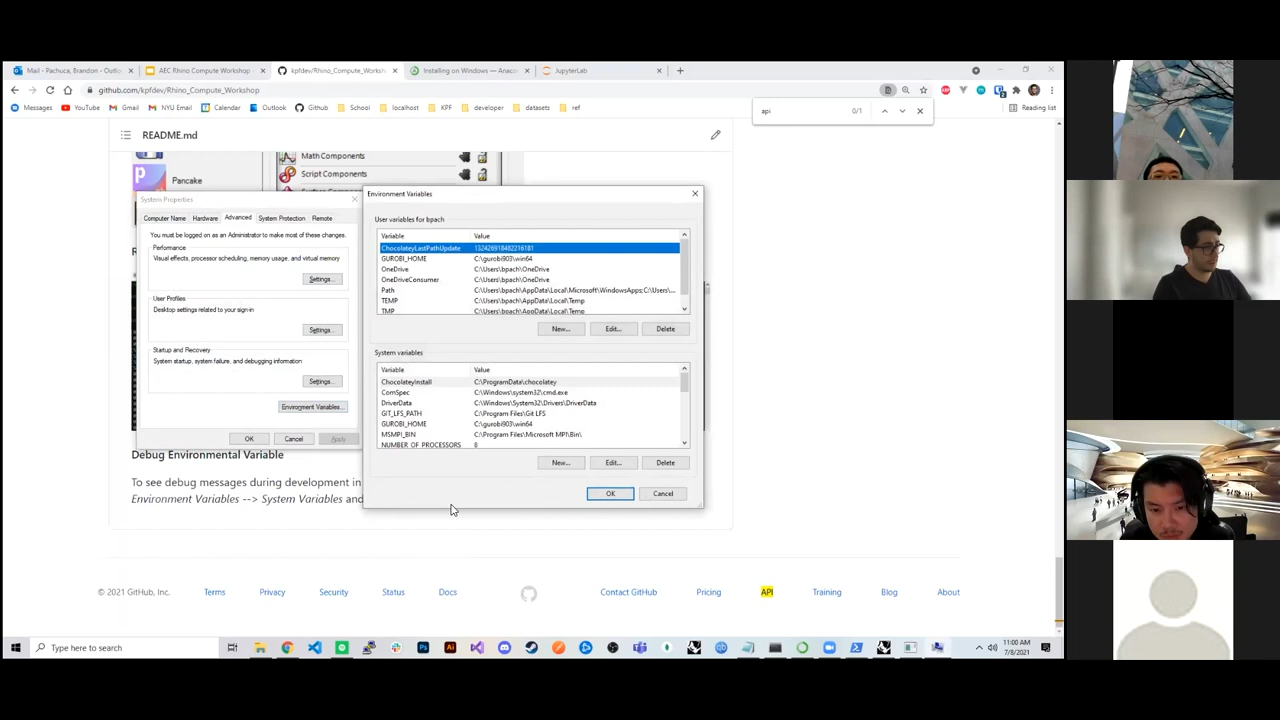 Mail - Pachuca, Brandon - Outlo
AEC Rhino Compute Workshop
kpfdev/Rhino_Compute_Worksh
Installing on Windows — Anaco
JupyterLab
github.com/kpfdev/Rhino_Compute_Workshop
Messages
YouTube
Gmail
NYU Email
Calendar
Outlook
Github
School
localhost
KPF
developer
datasets
ref
Reading list
api
0/1
README.md
Math Components
Script Components
Pancake
System Properties
Computer Name
Hardware
Advanced
System Protection
Remote
You must be logged on as an Administrator to make most of these changes.
Performance
Visual effects, processor scheduling, memory usage, and virtual memory
Settings...
User Profiles
Desktop settings related to your sign-in
Settings...
Startup and Recovery
System startup, system failure, and debugging information
Settings...
Environment Variables...
OK
Cancel
Apply
Environment Variables
User variables for bpach
Variable Value
ChocolateyLastPathUpdate 132426918482216181
GUROBI_HOME C:\gurobi903\win64
OneDrive C:\Users\bpach\OneDrive
OneDriveConsumer C:\Users\bpach\OneDrive
Path C:\Users\bpach\AppData\Local\Microsoft\WindowsApps;C:\Users\...
TEMP C:\Users\bpach\AppData\Local\Temp
TMP C:\Users\bpach\AppData\Local\Temp
New...
Edit...
Delete
System variables
Variable Value
ChocolateyInstall C:\ProgramData\chocolatey
ComSpec C:\Windows\system32\cmd.exe
DriverData C:\Windows\System32\Drivers\DriverData
GIT_LFS_PATH C:\Program Files\Git LFS
GUROBI_HOME C:\gurobi903\win64
MSMPI_BIN C:\Program Files\Microsoft MPI\Bin\
NUMBER_OF_PROCESSORS 8
New...
Edit...
Delete
OK
Cancel
Debug Environmental Variable
To see debug messages during development in
Environment Variables --> System Variables and
© 2021 GitHub, Inc.
Terms
Privacy
Security
Status
Docs
Contact GitHub
Pricing
API
Training
Blog
About
Type here to search
11:00 AM
7/8/2021